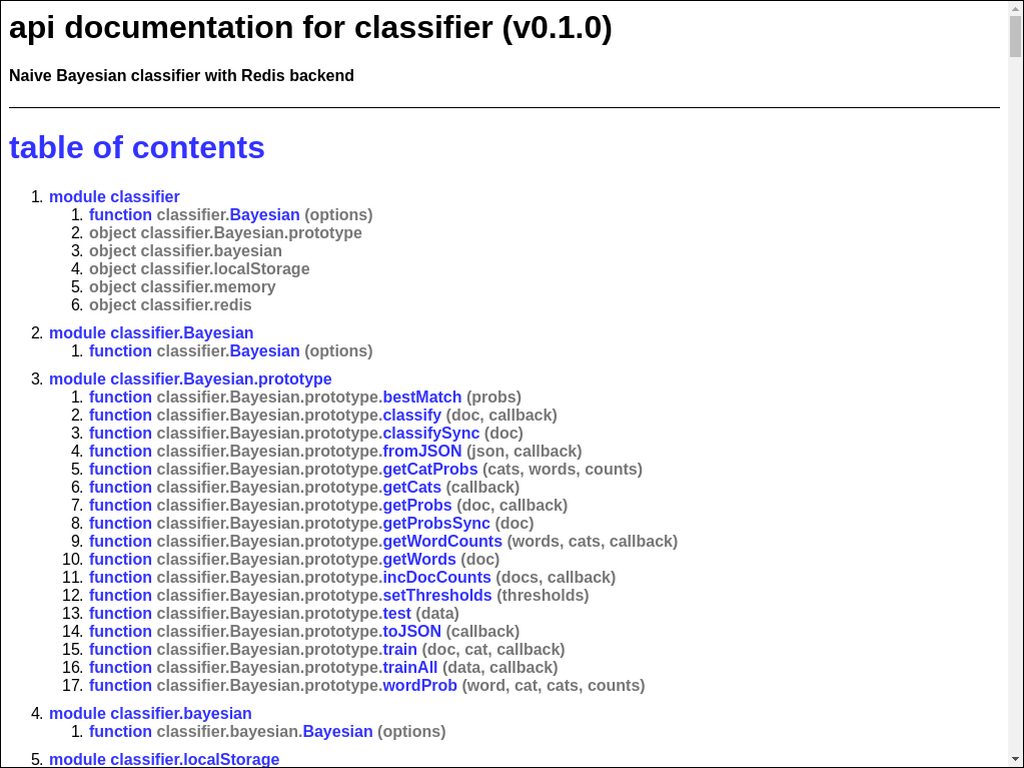 api documentation for classifier (v0.1.0)
Naive Bayesian classifier with Redis backend
table of contents
1. module classifier
1. function classifier.Bayesian (options)
2. object classifier.Bayesian.prototype
3. object classifier.bayesian
4. object classifier.localStorage
5. object classifier.memory
6. object classifier.redis
2. module classifier.Bayesian
1. function classifier.Bayesian (options)
3. module classifier.Bayesian.prototype
1. function classifier.Bayesian.prototype.bestMatch (probs)
2. function classifier.Bayesian.prototype.classify (doc, callback)
3. function classifier.Bayesian.prototype.classifySync (doc)
4. function classifier.Bayesian.prototype.fromJSON (json, callback)
5. function classifier.Bayesian.prototype.getCatProbs (cats, words, counts)
6. function classifier.Bayesian.prototype.getCats (callback)
7. function classifier.Bayesian.prototype.getProbs (doc, callback)
8. function classifier.Bayesian.prototype.getProbsSync (doc)
9. function classifier.Bayesian.prototype.getWordCounts (words, cats, callback)
10. function classifier.Bayesian.prototype.getWords (doc)
11. function classifier.Bayesian.prototype.incDocCounts (docs, callback)
12. function classifier.Bayesian.prototype.setThresholds (thresholds)
13. function classifier.Bayesian.prototype.test (data)
14. function classifier.Bayesian.prototype.toJSON (callback)
15. function classifier.Bayesian.prototype.train (doc, cat, callback)
16. function classifier.Bayesian.prototype.trainAll (data, callback)
17. function classifier.Bayesian.prototype.wordProb (word, cat, cats, counts)
4. module classifier.bayesian
1. function classifier.bayesian.Bayesian (options)
5. module classifier.localStorage